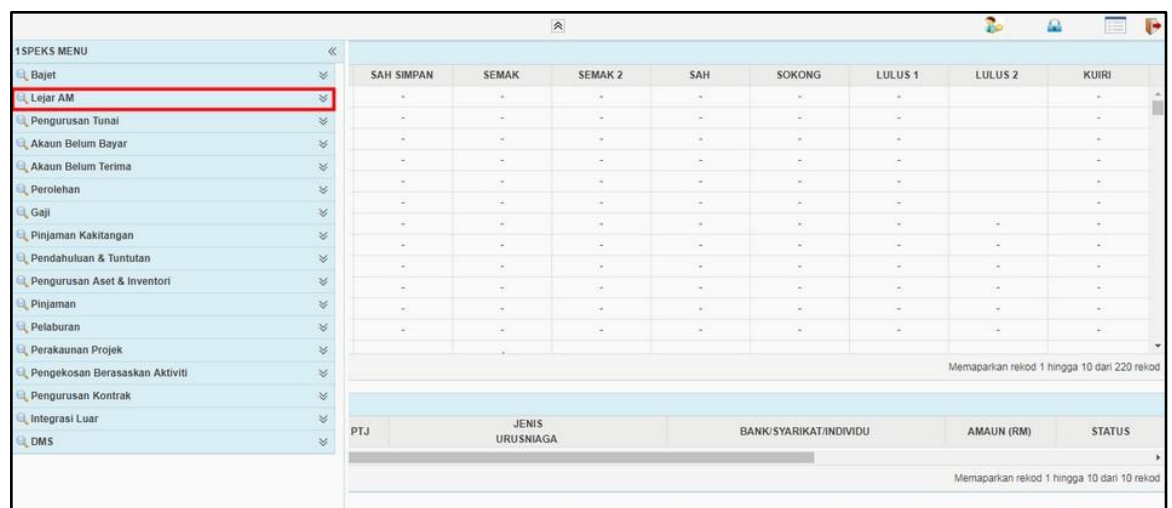 1SPEKS MENU
Bajet
Lejar AM
Pengurusan Tunai
Akaun Belum Bayar
Akaun Belum Terima
Perolehan
Gaji
Pinjaman Kakitangan
Pendahuluan & Tuntutan
Pengurusan Aset & Inventori
Pinjaman
Pelaburan
Perakaunan Projek
Pengekosan Berasaskan Aktiviti
Pengurusan Kontrak
Integrasi Luar
DMS
SAH SIMPAN SEMAK SEMAK 2 SAH SOKONG LULUS 1 LULUS 2 KUIRI
- - - - - - -
- - - - - - -
- - - - - - -
- - - - - - -
- - - - - - -
- - - - - - -
- - - - - - - -
- - - - - - - -
- - - - - - - -
- - - - - - - -
- - - - - - - -
- - - - - - - -
Memaparkan rekod 1 hingga 10 dari 220 rekod
PTJ JENIS URUSNIAGA BANK/SYARIKAT/INDIVIDU AMAUN (RM) STATUS
Memaparkan rekod 1 hingga 10 dari 10 rekod